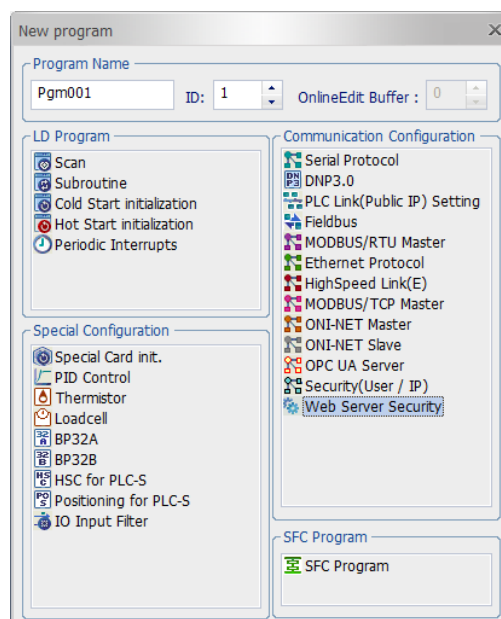 New program
Program Name
Pgm001
ID: 1
OnlineEdit Buffer : 0
LD Program
Scan
Subroutine
Cold Start initialization
Hot Start initialization
Periodic Interrupts
Special Configuration
Special Card init.
PID Control
Thermistor
Loadcell
BP32A
BP32B
HSC for PLC-S
Positioning for PLC-S
IO Input Filter
Communication Configuration
Serial Protocol
DNP3.0
PLC Link(Public IP) Setting
Fieldbus
MODBUS/RTU Master
Ethernet Protocol
HighSpeed Link(E)
MODBUS/TCP Master
ONI-NET Master
ONI-NET Slave
OPC UA Server
Security(User / IP)
Web Server Security
SFC Program
SFC Program